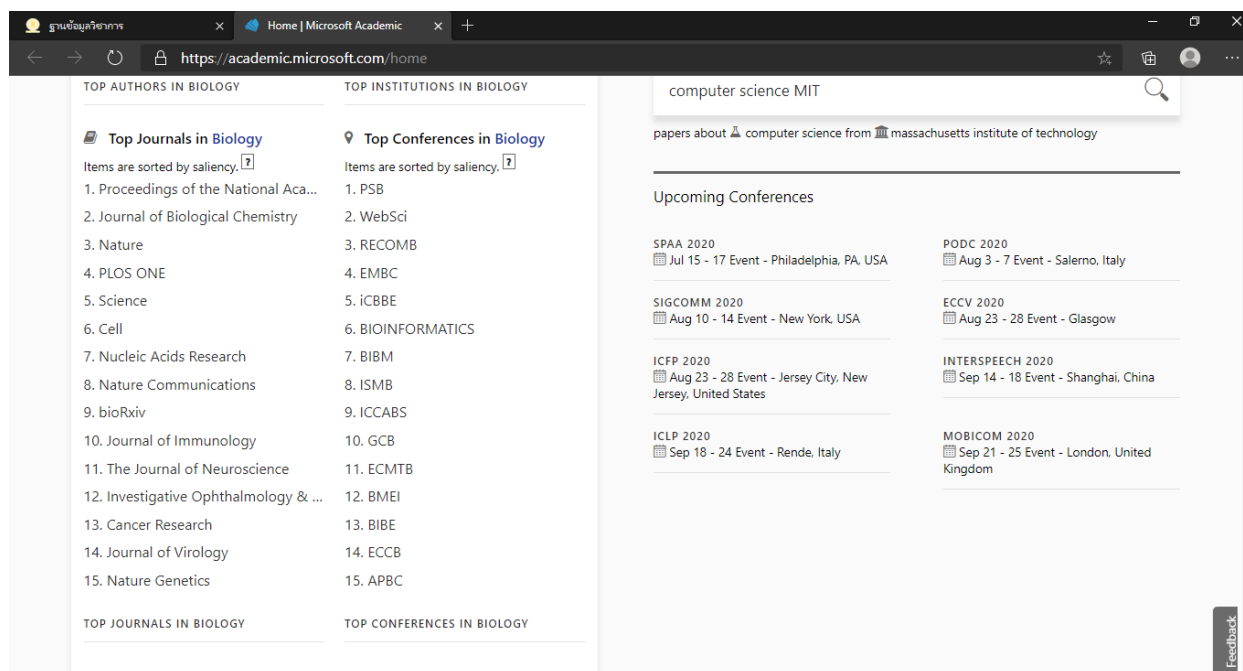 ฐานข้อมูลวิชาการ
Home | Microsoft Academic
https://academic.microsoft.com/home
TOP AUTHORS IN BIOLOGY
TOP INSTITUTIONS IN BIOLOGY
Top Journals in Biology
Items are sorted by saliency. ?
1. Proceedings of the National Aca...
2. Journal of Biological Chemistry
3. Nature
4. PLOS ONE
5. Science
6. Cell
7. Nucleic Acids Research
8. Nature Communications
9. bioRxiv
10. Journal of Immunology
11. The Journal of Neuroscience
12. Investigative Ophthalmology & ...
13. Cancer Research
14. Journal of Virology
15. Nature Genetics
TOP JOURNALS IN BIOLOGY
Top Conferences in Biology
Items are sorted by saliency. ?
1. PSB
2. WebSci
3. RECOMB
4. EMBC
5. iCBBE
6. BIOINFORMATICS
7. BIBM
8. ISMB
9. ICCABS
10. GCB
11. ECMTB
12. BMEI
13. BIBE
14. ECCB
15. APBC
TOP CONFERENCES IN BIOLOGY
computer science MIT
papers about computer science from massachusetts institute of technology
Upcoming Conferences
SPAA 2020
Jul 15 - 17 Event - Philadelphia, PA, USA
PODC 2020
Aug 3 - 7 Event - Salerno, Italy
SIGCOMM 2020
Aug 10 - 14 Event - New York, USA
ECCV 2020
Aug 23 - 28 Event - Glasgow
ICFP 2020
Aug 23 - 28 Event - Jersey City, New
Jersey, United States
INTERSPEECH 2020
Sep 14 - 18 Event - Shanghai, China
ICLP 2020
Sep 18 - 24 Event - Rende, Italy
MOBICOM 2020
Sep 21 - 25 Event - London, United
Kingdom
Feedback